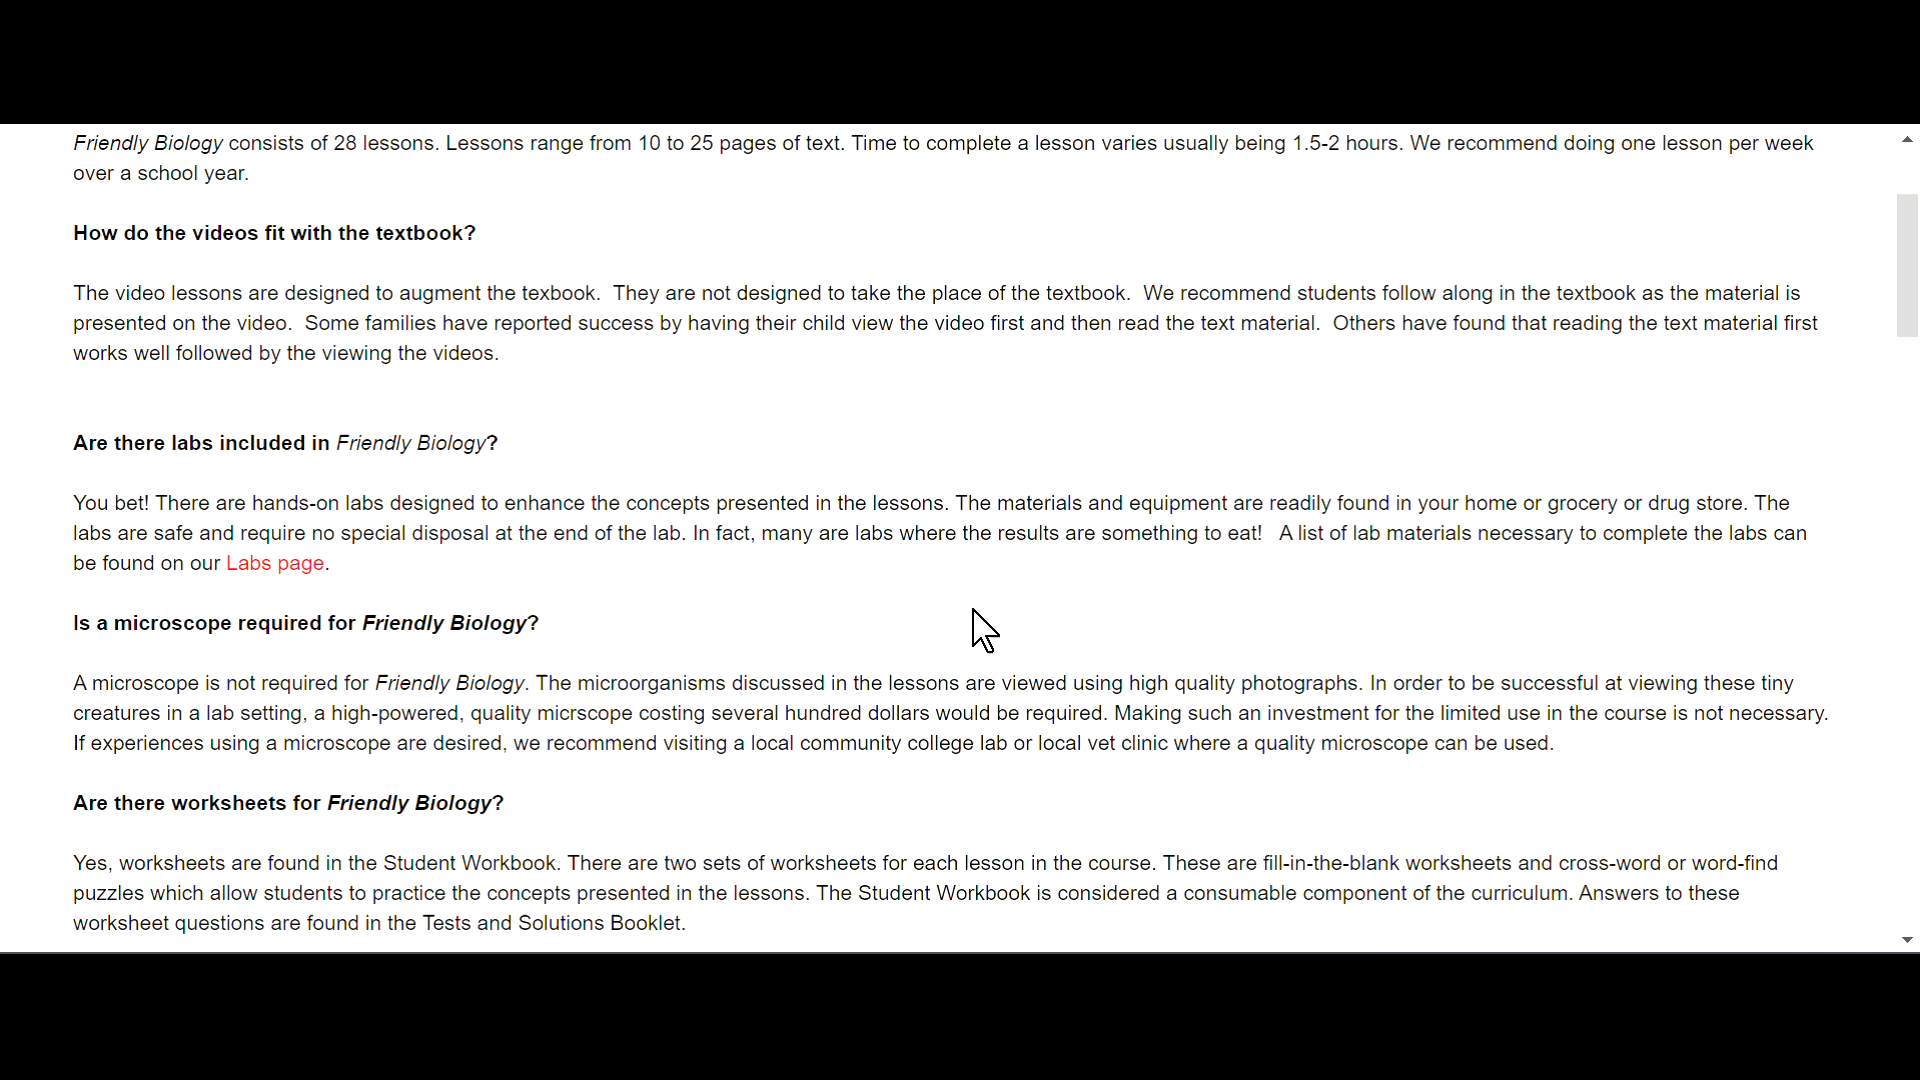 Friendly Biology consists of 28 lessons. Lessons range from 10 to 25 pages of text. Time to complete a lesson varies usually being 1.5-2 hours. We recommend doing one lesson per week
over a school year.
How do the videos fit with the textbook?
The video lessons are designed to augment the texbook.  They are not designed to take the place of the textbook.  We recommend students follow along in the textbook as the material is
presented on the video.  Some families have reported success by having their child view the video first and then read the text material.  Others have found that reading the text material first
works well followed by the viewing the videos.
Are there labs included in Friendly Biology?
You bet! There are hands-on labs designed to enhance the concepts presented in the lessons. The materials and equipment are readily found in your home or grocery or drug store. The
labs are safe and require no special disposal at the end of the lab. In fact, many are labs where the results are something to eat!   A list of lab materials necessary to complete the labs can
be found on our Labs page.
Is a microscope required for Friendly Biology?
A microscope is not required for Friendly Biology. The microorganisms discussed in the lessons are viewed using high quality photographs. In order to be successful at viewing these tiny
creatures in a lab setting, a high-powered, quality micrscope costing several hundred dollars would be required. Making such an investment for the limited use in the course is not necessary.
If experiences using a microscope are desired, we recommend visiting a local community college lab or local vet clinic where a quality microscope can be used.
Are there worksheets for Friendly Biology?
Yes, worksheets are found in the Student Workbook. There are two sets of worksheets for each lesson in the course. These are fill-in-the-blank worksheets and cross-word or word-find
puzzles which allow students to practice the concepts presented in the lessons. The Student Workbook is considered a consumable component of the curriculum. Answers to these
worksheet questions are found in the Tests and Solutions Booklet.